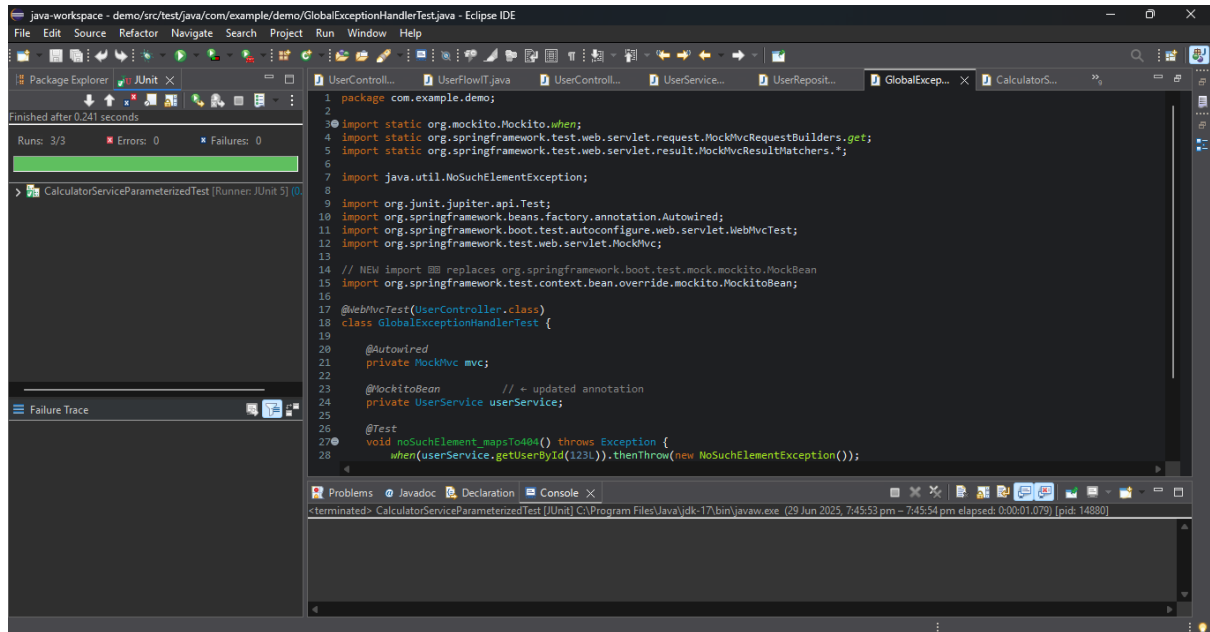 java-workspace - demo/src/test/java/com/example/demo/GlobalExceptionHandlerTest.java - Eclipse IDE
File Edit Source Refactor Navigate Search Project Run Window Help
Package Explorer JUnit
Finished after 0.241 seconds
Runs: 3/3 Errors: 0 Failures: 0
CalculatorServiceParameterizedTest [Runner: JUnit 5] (0.
Failure Trace
UserControll... UserFlowIT.java UserControll... UserService... UserReposit... GlobalExcep... CalculatorS...
1 package com.example.demo;
2
3 import static org.mockito.Mockito.when;
4 import static org.springframework.test.web.servlet.request.MockMvcRequestBuilders.get;
5 import static org.springframework.test.web.servlet.result.MockMvcResultMatchers.*;
6
7 import java.util.NoSuchElementException;
8
9 import org.junit.jupiter.api.Test;
10 import org.springframework.beans.factory.annotation.Autowired;
11 import org.springframework.boot.test.autoconfigure.web.servlet.WebMvcTest;
12 import org.springframework.test.web.servlet.MockMvc;
13
14 // NEW import replaces org.springframework.boot.test.mock.mockito.MockBean
15 import org.springframework.test.context.bean.override.mockito.MockitoBean;
16
17 @WebMvcTest(UserController.class)
18 class GlobalExceptionHandlerTest {
19
20 @Autowired
21 private MockMvc mvc;
22
23 @MockitoBean // ← updated annotation
24 private UserService userService;
25
26 @Test
27 void noSuchElement_mapsTo404() throws Exception {
28 when(userService.getUserById(123L)).thenThrow(new NoSuchElementException());
Problems Javadoc Declaration Console
<terminated> CalculatorServiceParameterizedTest [JUnit] C:\Program Files\Java\jdk-17\bin\javaw.exe (29 Jun 2025, 7:45:53 pm – 7:45:54 pm elapsed: 0:00:01.079) [pid: 14880]